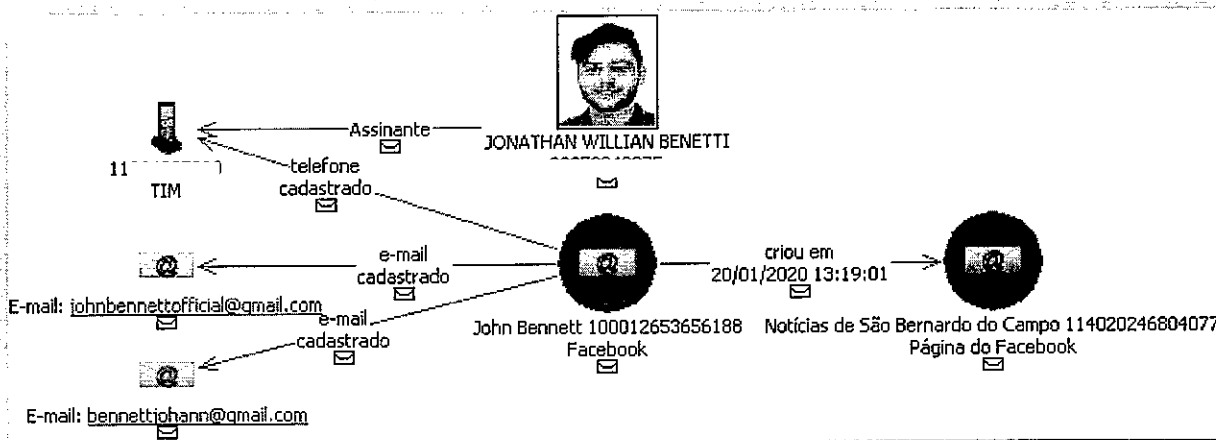 Assinante
JONATHAN WILLIAN BENETTI
11
TIM
telefone
cadastrado
e-mail
cadastrado
criou em
20/01/2020 13:19:01
E-mail: johnbennettofficial@gmail.com
e-mail
cadastrado
John Bennett 100012653656188
Facebook
Notícias de São Bernardo do Campo 114020246804077
Página do Facebook
E-mail: bennettjohann@gmail.com